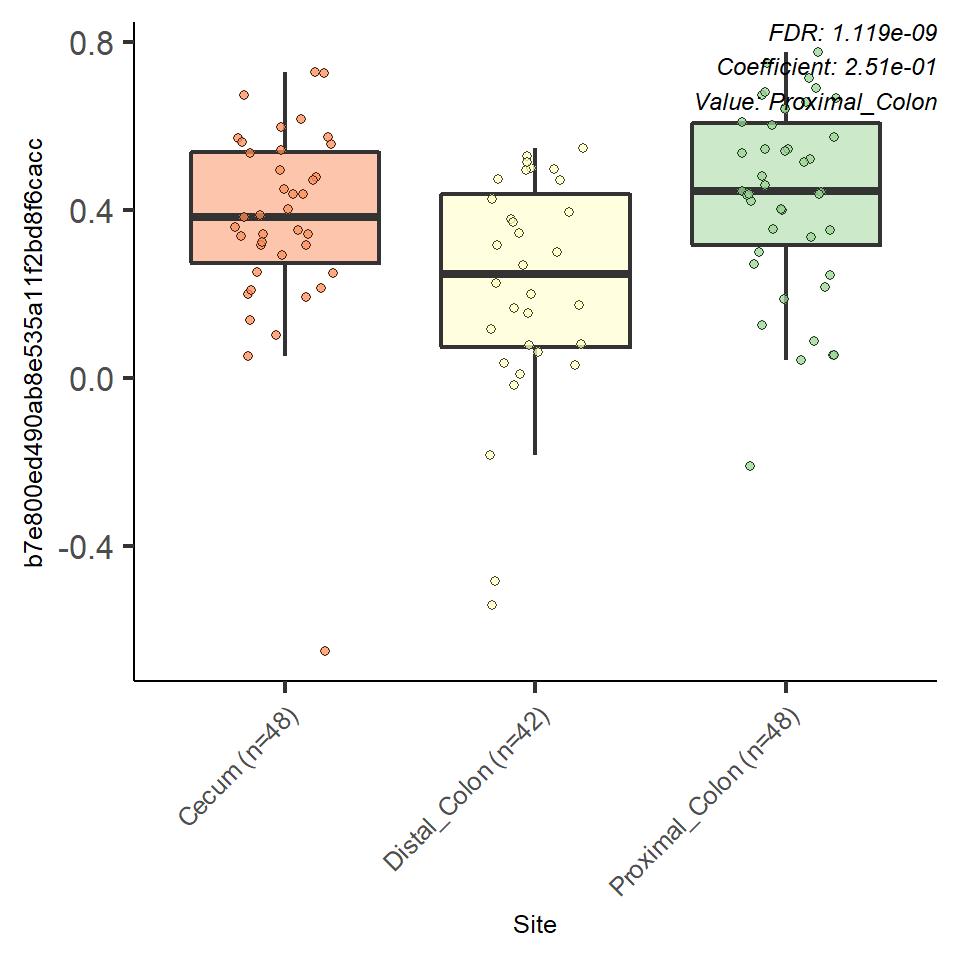 FDR: 1.119e-09
Coefficient: 2.51e-01
Value: Proximal_Colon
0.8
0.4
0.0
-0.4
b7e800ed490ab8e535a11f2bd8f6cacc
Cecum (n=48)
Distal_Colon (n=42)
Proximal_Colon (n=48)
Site